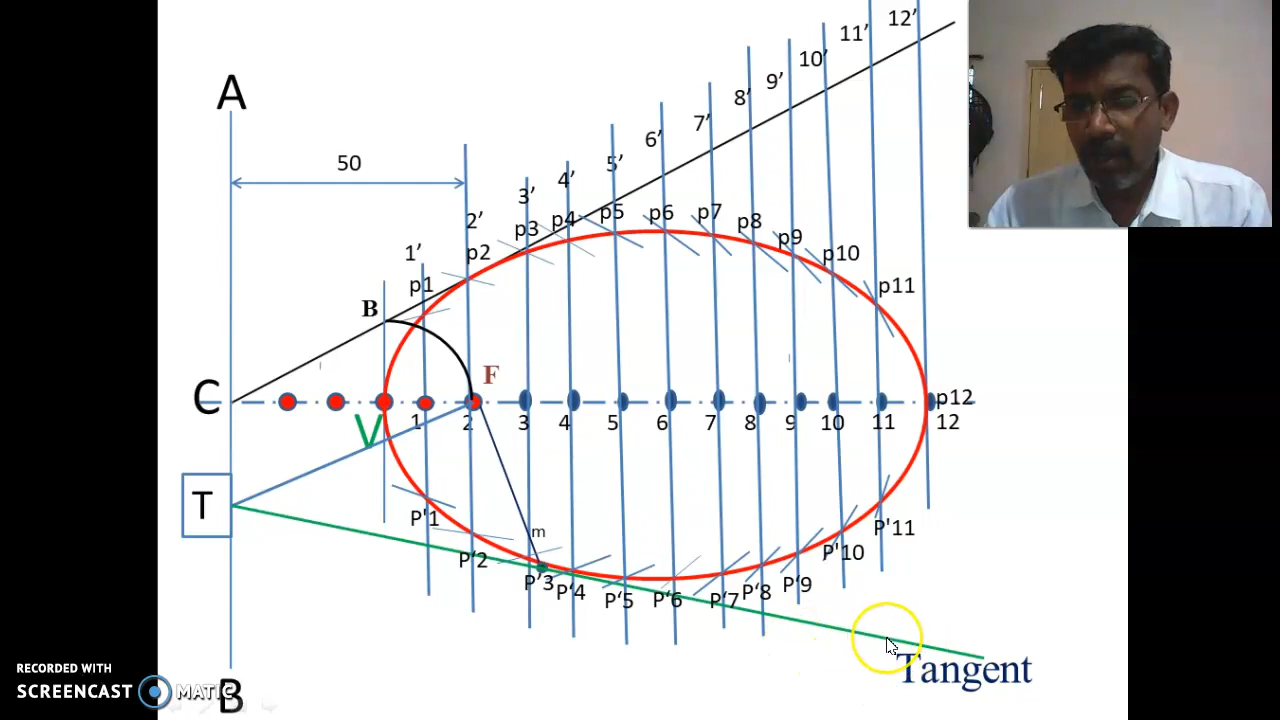 12’
11’
10’
9’
8’
7’
6’
5’
4’
3’
2’
1’
A
50
p1
p2
p3
p4
p5
p6
p7
p8
p9
p10
p11
B
F
C
p12
1 2 3 4 5 6 7 8 9 10 11 12
V
T
m
P'1
P‘2
P‘3
P‘4
P‘5
P‘6
P‘7
P‘8
P‘9
P'10
P'11
Tangent
B
RECORDED WITH
SCREENCAST MATIC